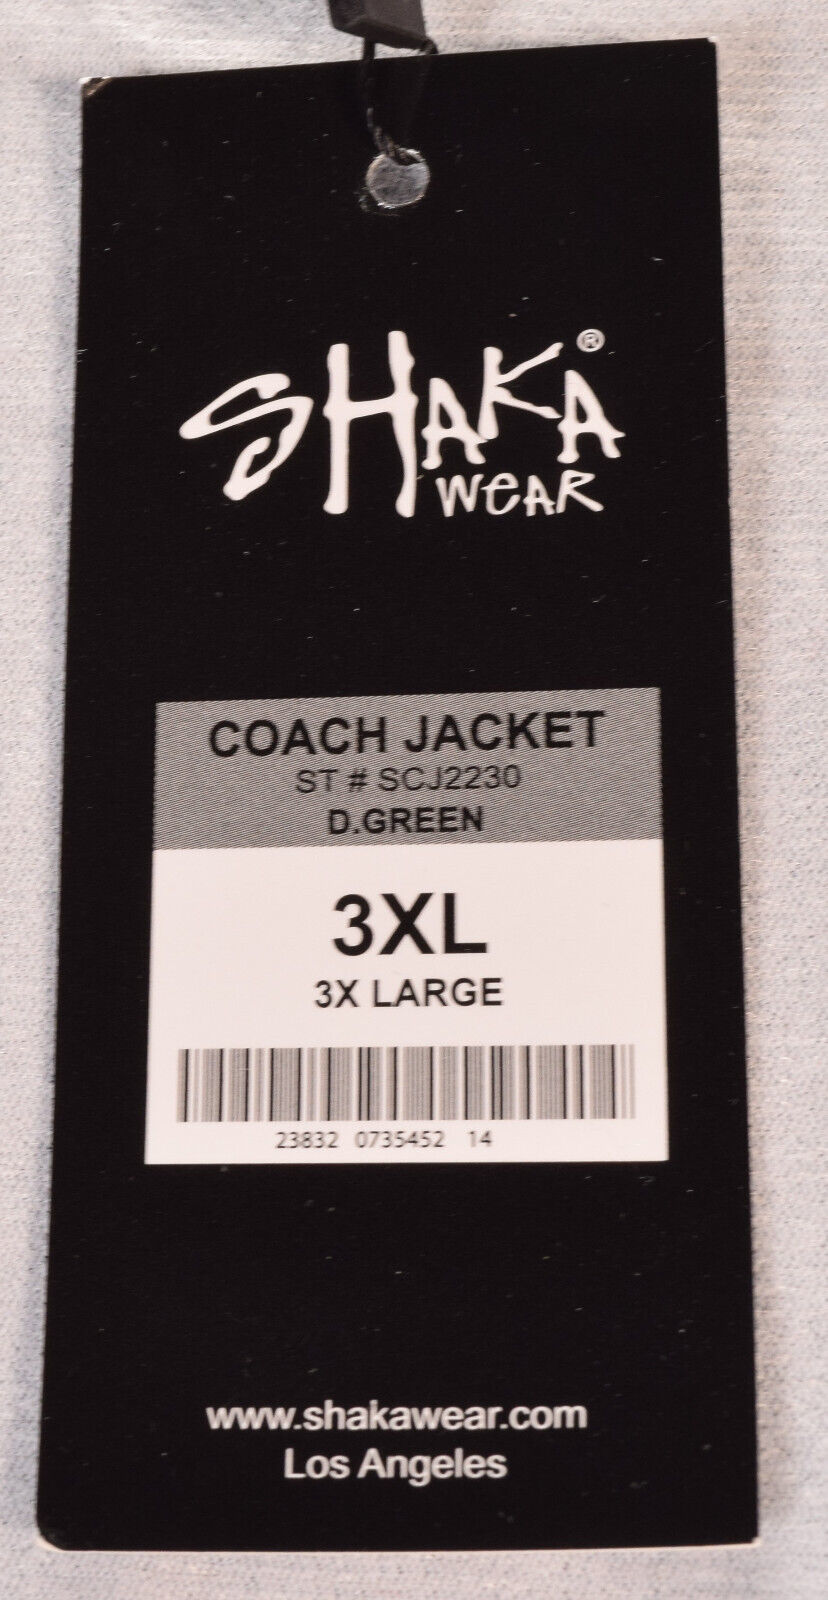 SHAKA ®
WEAR
COACH JACKET
ST # SCJ2230
D.GREEN
3XL
3X LARGE
23832 0735452 14
www.shakawear.com
Los Angeles